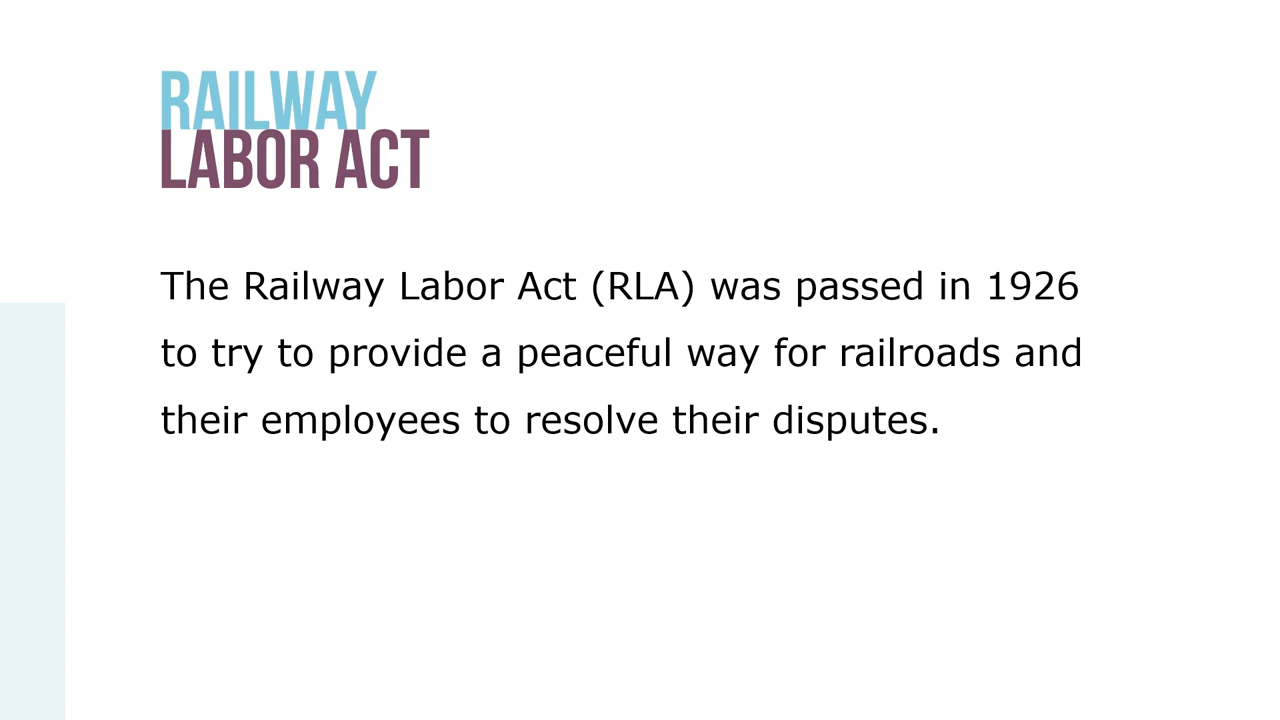 RAILWAY
LABOR ACT
The Railway Labor Act (RLA) was passed in 1926
to try to provide a peaceful way for railroads and
their employees to resolve their disputes.